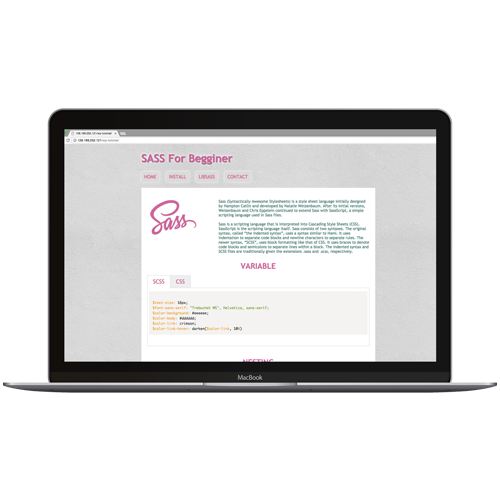 SASS For Begginer
HOME INSTALL LIBSASS CONTACT
Sass
Sass (Syntactically Awesome Stylesheets) is a style sheet language initially designed
by Hampton Catlin and developed by Natalie Weizenbaum. After its initial versions,
Weizenbaum and Chris Eppstein continued to extend Sass with SassScript, a simple
scripting language used in Sass files.
Sass is a scripting language that is interpreted into Cascading Style Sheets (CSS).
SassScript is the scripting language itself. Sass consists of two syntaxes. The original
syntax, called "the indented syntax", uses a syntax similar to Haml. It uses
indentation to separate code blocks and newline characters to separate rules. The
newer syntax, "SCSS", uses block formatting like that of CSS. It uses braces to denote
code blocks and semicolons to separate lines within a block. The indented syntax and
SCSS files are traditionally given the extensions .sass and .scss, respectively.
VARIABLE
SCSS CSS
$font-size: 16px;
$font-sans-serif: "Trebuchet MS", Helvetica, sans-serif;
$color-background: #eeeeee;
$color-body: #AAAAAA;
$color-link: crimson;
$color-link-hover: darken($color-link, 10%)
MacBook